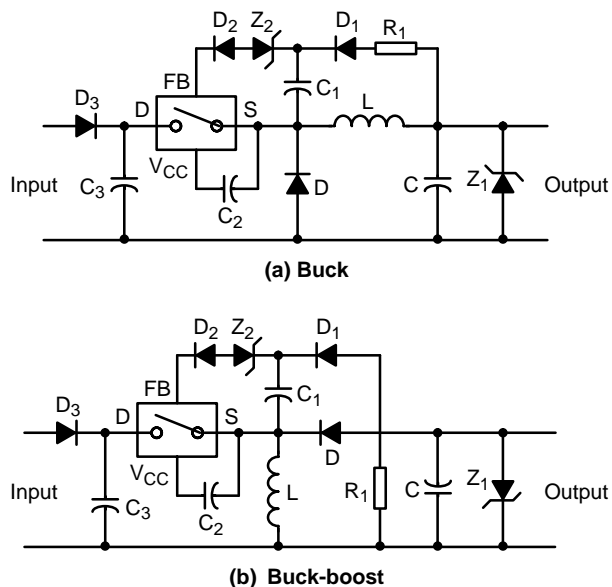 D2 Z2 D1 R1
FB
C1
L
D3 D S
VCC
Input C3 C2 D C Z1 Output
(a) Buck
D2 Z2 D1
FB
C1
D3 D S
D
VCC
Input C3 C2 L R1 C Z1 Output
(b) Buck-boost